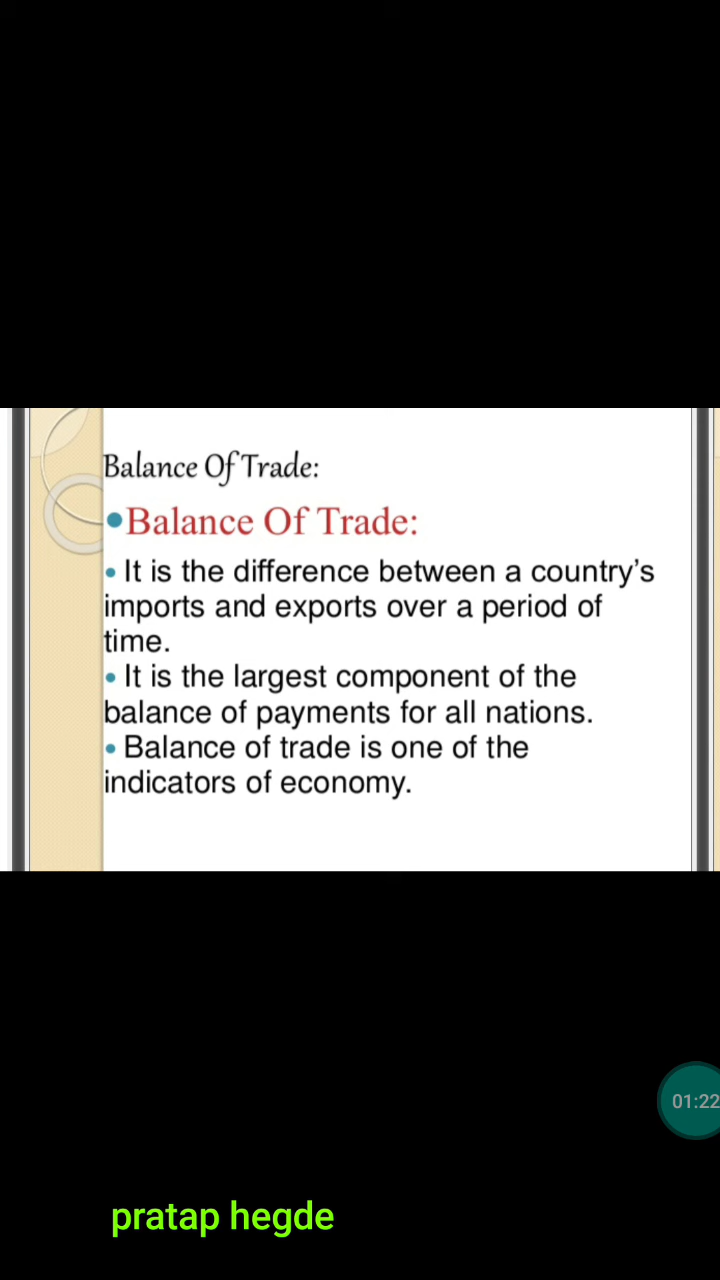 Balance Of Trade:
•Balance Of Trade:
• It is the difference between a country’s
imports and exports over a period of
time.
• It is the largest component of the
balance of payments for all nations.
• Balance of trade is one of the
indicators of economy.
01:22
pratap hegde